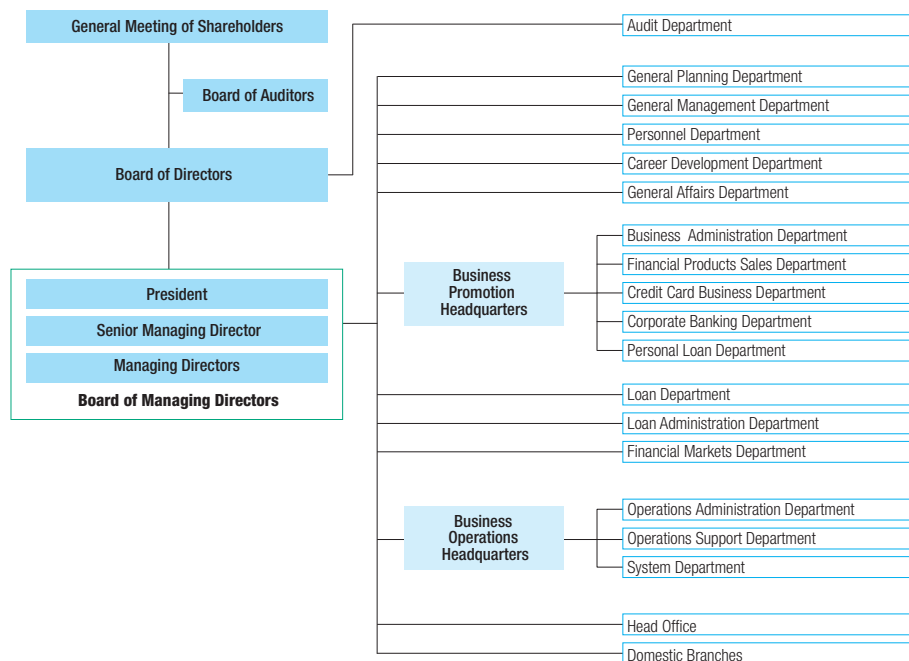 General Meeting of Shareholders
Board of Auditors
Board of Directors
President
Senior Managing Director
Managing Directors
Board of Managing Directors
Audit Department
General Planning Department
General Management Department
Personnel Department
Career Development Department
General Affairs Department
Business
Promotion
Headquarters
Business Administration Department
Financial Products Sales Department
Credit Card Business Department
Corporate Banking Department
Personal Loan Department
Loan Department
Loan Administration Department
Financial Markets Department
Business
Operations
Headquarters
Operations Administration Department
Operations Support Department
System Department
Head Office
Domestic Branches